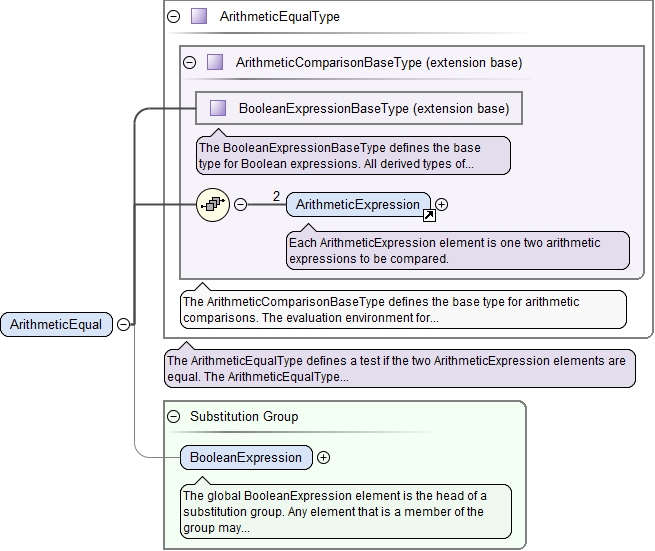 ArithmeticEqualType
ArithmeticComparisonBaseType (extension base)
BooleanExpressionBaseType (extension base)
The BooleanExpressionBaseType defines the base
type for Boolean expressions. All derived types of...
2
ArithmeticExpression
Each ArithmeticExpression element is one two arithmetic
expressions to be compared.
The ArithmeticComparisonBaseType defines the base type for arithmetic
comparisons. The evaluation environment for...
ArithmeticEqual
The ArithmeticEqualType defines a test if the two ArithmeticExpression elements are
equal. The ArithmeticEqualType...
Substitution Group
BooleanExpression
The global BooleanExpression element is the head of a
substitution group. Any element that is a member of the
group may...